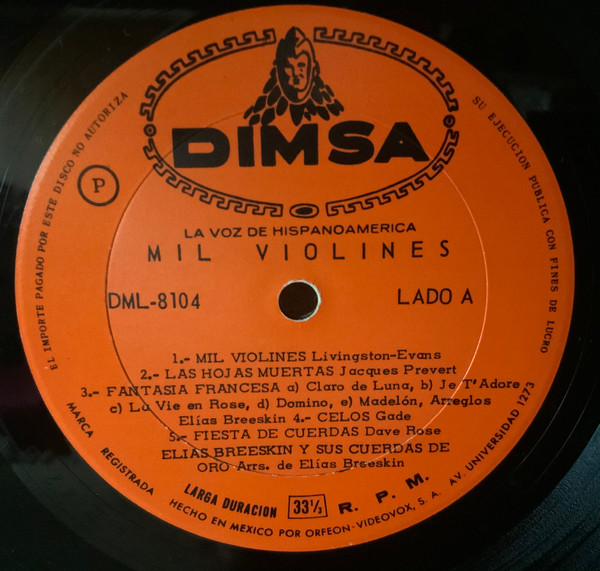 EL IMPORTE PAGADO POR ESTE DISCO NO AUTORIZA
SU EJECUCION PUBLICA CON FINES DE LUCRO
DIMSA
P
LA VOZ DE HISPANOAMERICA
MIL VIOLINES
DML-8104
LADO A
1.- MIL VIOLINES Livingston-Evans
2.- LAS HOJAS MUERTAS Jacques Prevert
3.- FANTASIA FRANCESA a) Claro de Luna, b) Je T'Adore
c) La Vie en Rose, d) Domino, e) Madelón, Arreglos
Elías Breeskin 4.- CELOS Gade
5.- FIESTA DE CUERDAS Dave Rose
ELIAS BREESKIN Y SUS CUERDAS DE
ORO Arrs. de Elías Breeskin
LARGA DURACION 33⅓ R. P. M.
MARCA REGISTRADA HECHO EN MEXICO POR ORFEON-VIDEOVOX, S. A. AV. UNIVERSIDAD 1273